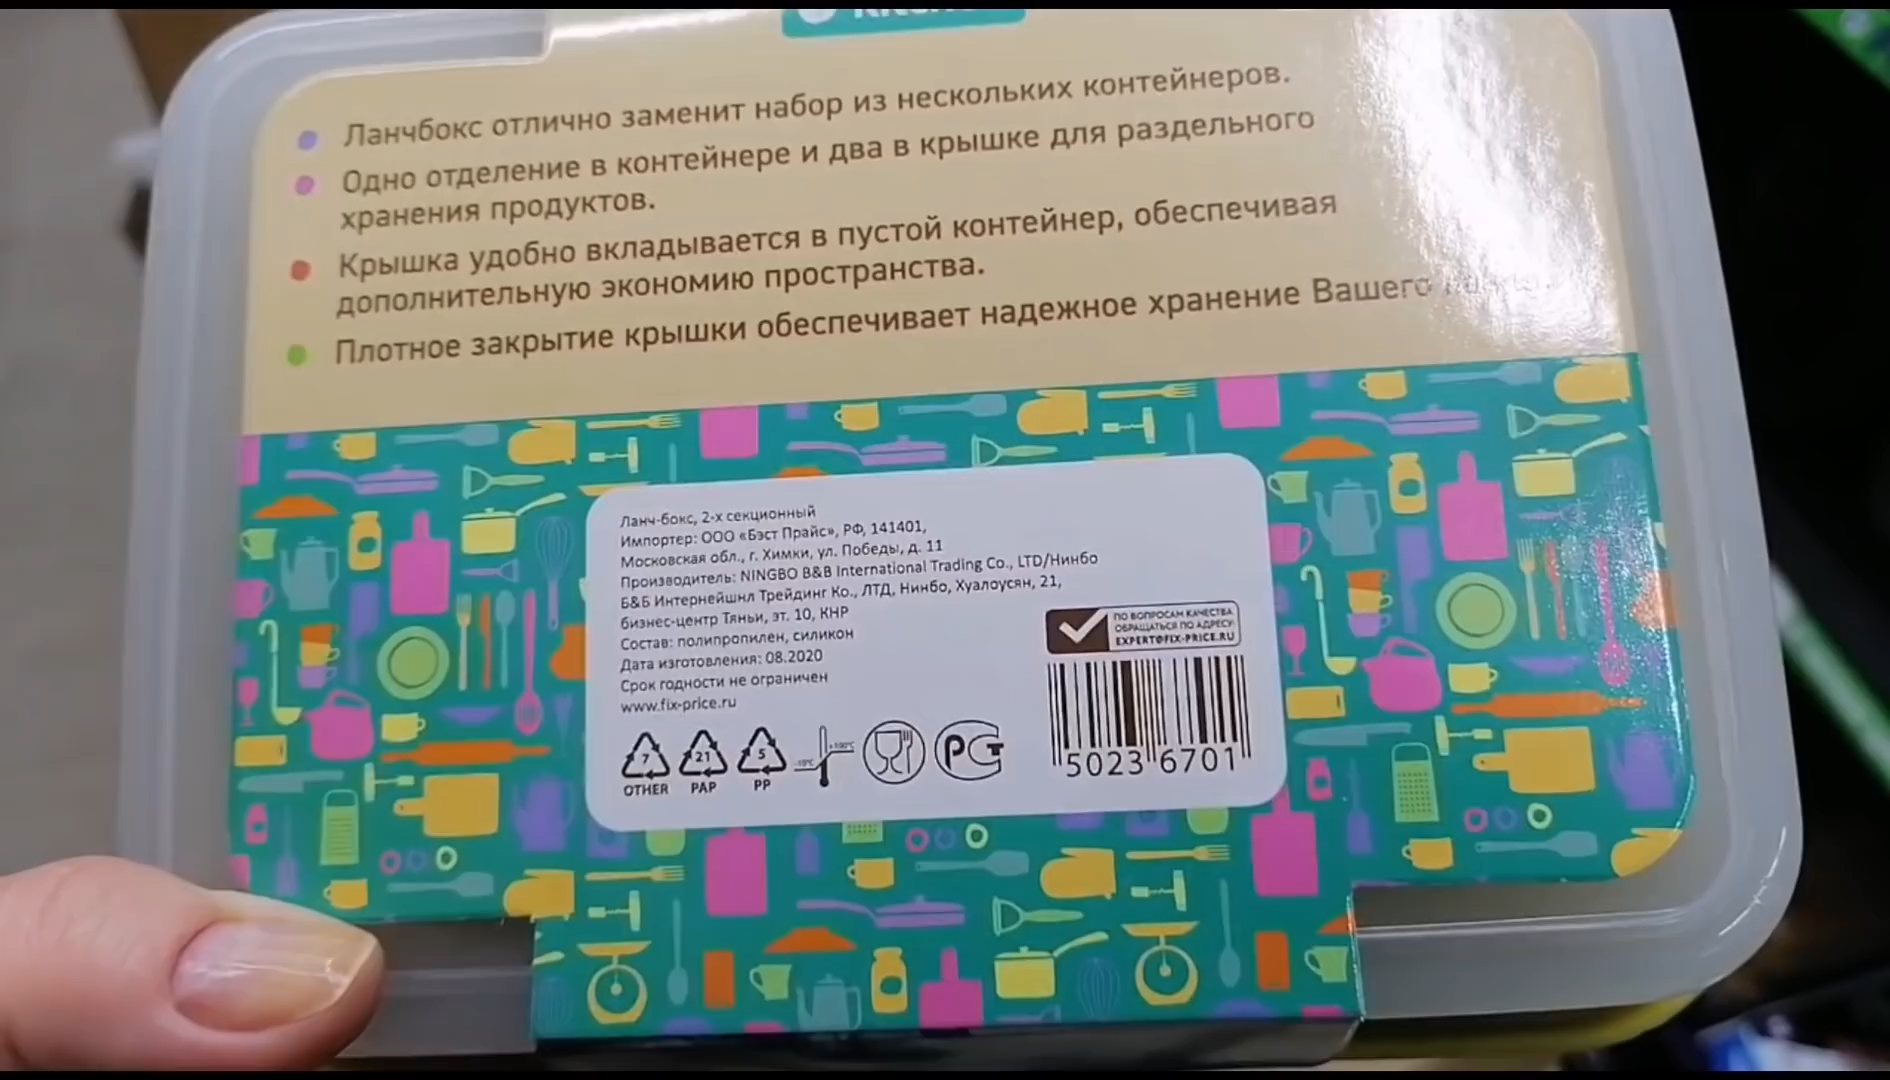 Ланчбокс отлично заменит набор из нескольких контейнеров.
Одно отделение в контейнере и два в крышке для раздельного
хранения продуктов.
Крышка удобно вкладывается в пустой контейнер, обеспечивая
дополнительную экономию пространства.
Плотное закрытие крышки обеспечивает надежное хранение Вашего
Ланч-бокс, 2-х секционный
Импортер: ООО «Бэст Прайс», РФ, 141401,
Московская обл., г. Химки, ул. Победы, д. 11
Производитель: NINGBO B&B International Trading Co., LTD/Нинбо
Б&Б Интернейшнл Трейдинг Ко., ЛТД, Нинбо, Хуалоусян, 21,
бизнес-центр Тяньи, эт. 10, КНР
Состав: полипропилен, силикон
Дата изготовления: 08.2020
Срок годности не ограничен
www.fix-price.ru
ПО ВОПРОСАМ КАЧЕСТВА
ОБРАЩАТЬСЯ ПО АДРЕСУ:
EXPERT@FIX-PRICE.RU
7 21 5 -10°C +100°C РСТ
OTHER PAP PP
50236701